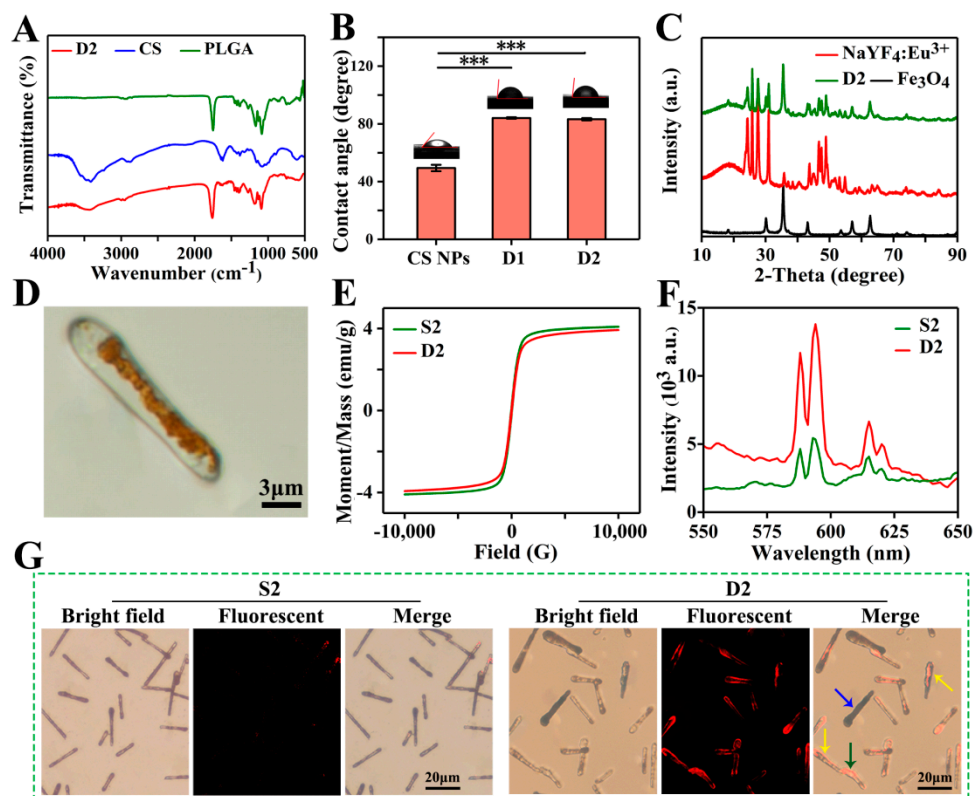 A
D2 CS PLGA
Transmittance (%)
4000 3000 2000 1000 500
Wavenumber (cm-1)
B
***
***
Contact angle (degree)
120
80
40
0
CS NPs D1 D2
C
NaYF4:Eu3+
D2 Fe3O4
Intensity (a.u.)
10 30 50 70 90
2-Theta (degree)
D
3μm
E
S2
D2
Moment/Mass (emu/g)
4
0
-4
-10,000 0 10,000
Field (G)
F
S2
D2
Intensity (103 a.u.)
15
10
5
0
550 575 600 625 650
Wavelength (nm)
G
S2
Bright field Fluorescent Merge
20μm
D2
Bright field Fluorescent Merge
20μm